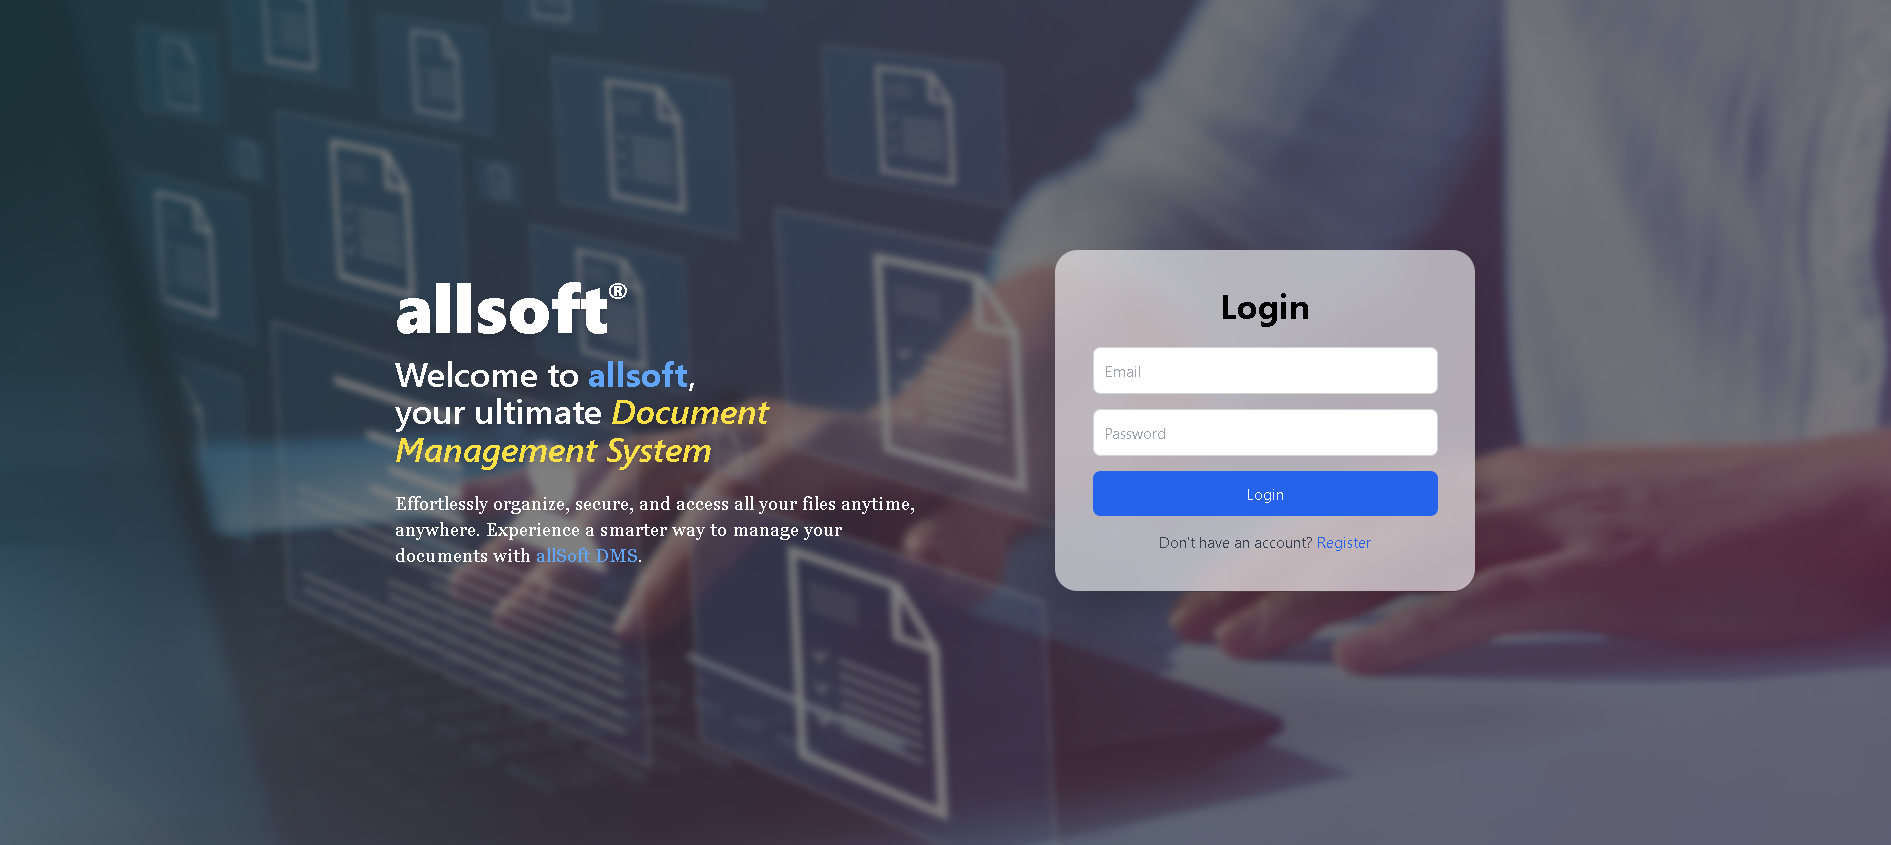 allsoft®
Welcome to allsoft,
your ultimate Document
Management System
Effortlessly organize, secure, and access all your files anytime,
anywhere. Experience a smarter way to manage your
documents with allSoft DMS.
Login
Email
Password
Login
Don't have an account? Register